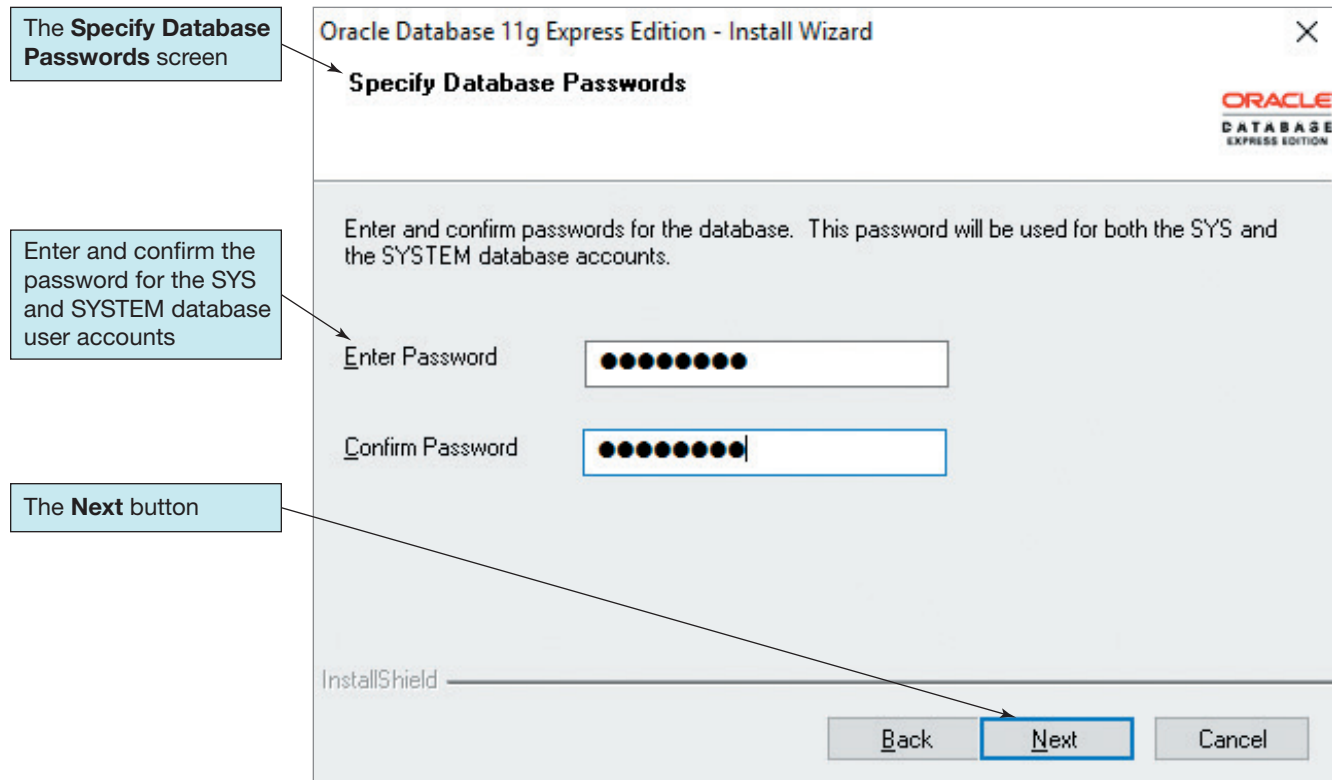 The Specify Database
Passwords screen
Oracle Database 11g Express Edition - Install Wizard
Specify Database Passwords
ORACLE
DATABASE
EXPRESS EDITION
Enter and confirm passwords for the database. This password will be used for both the SYS and
the SYSTEM database accounts.
Enter and confirm the
password for the SYS
and SYSTEM database
user accounts
Enter Password
●●●●●●●●
Confirm Password
●●●●●●●●
The Next button
InstallShield
Back
Next
Cancel